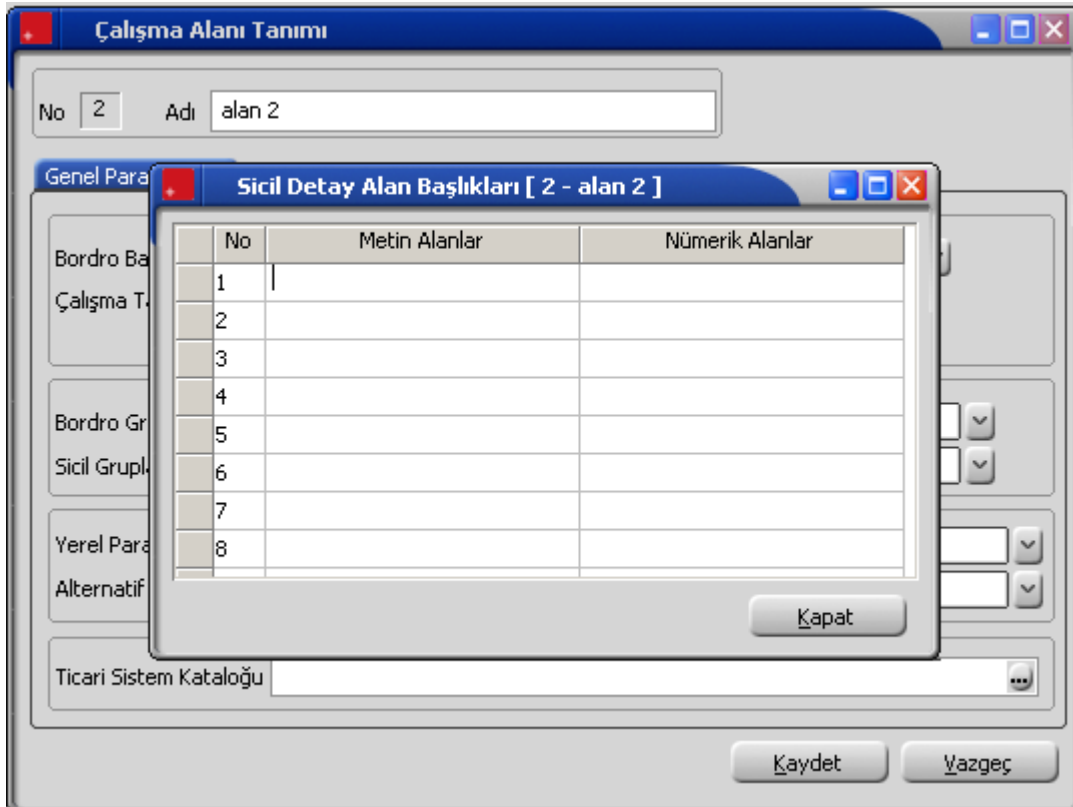 Çalışma Alanı Tanımı
No 2 Adı alan 2
Genel Para
Sicil Detay Alan Başlıkları [ 2 - alan 2 ]
No Metin Alanlar Nümerik Alanlar
1
2
3
4
5
6
7
8
Kapat
Bordro Ba
Çalışma T
Bordro Gr
Sicil Grupl
Yerel Para
Alternatif
Ticari Sistem Kataloğu
Kaydet Vazgeç